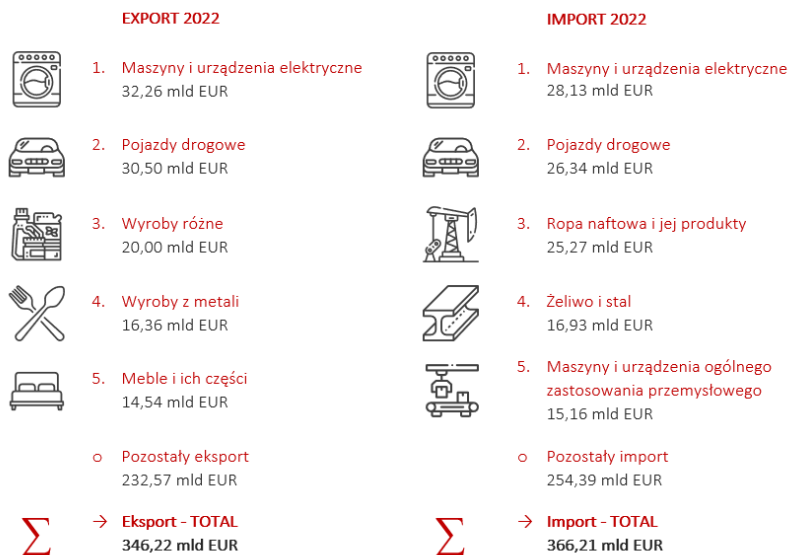 EXPORT 2022
1. Maszyny i urządzenia elektryczne
32,26 mld EUR
2. Pojazdy drogowe
30,50 mld EUR
3. Wyroby różne
20,00 mld EUR
4. Wyroby z metali
16,36 mld EUR
5. Meble i ich części
14,54 mld EUR
o Pozostały eksport
232,57 mld EUR
∑ → Eksport - TOTAL
346,22 mld EUR
IMPORT 2022
1. Maszyny i urządzenia elektryczne
28,13 mld EUR
2. Pojazdy drogowe
26,34 mld EUR
3. Ropa naftowa i jej produkty
25,27 mld EUR
4. Żeliwo i stal
16,93 mld EUR
5. Maszyny i urządzenia ogólnego
zastosowania przemysłowego
15,16 mld EUR
o Pozostały import
254,39 mld EUR
∑ → Import - TOTAL
366,21 mld EUR